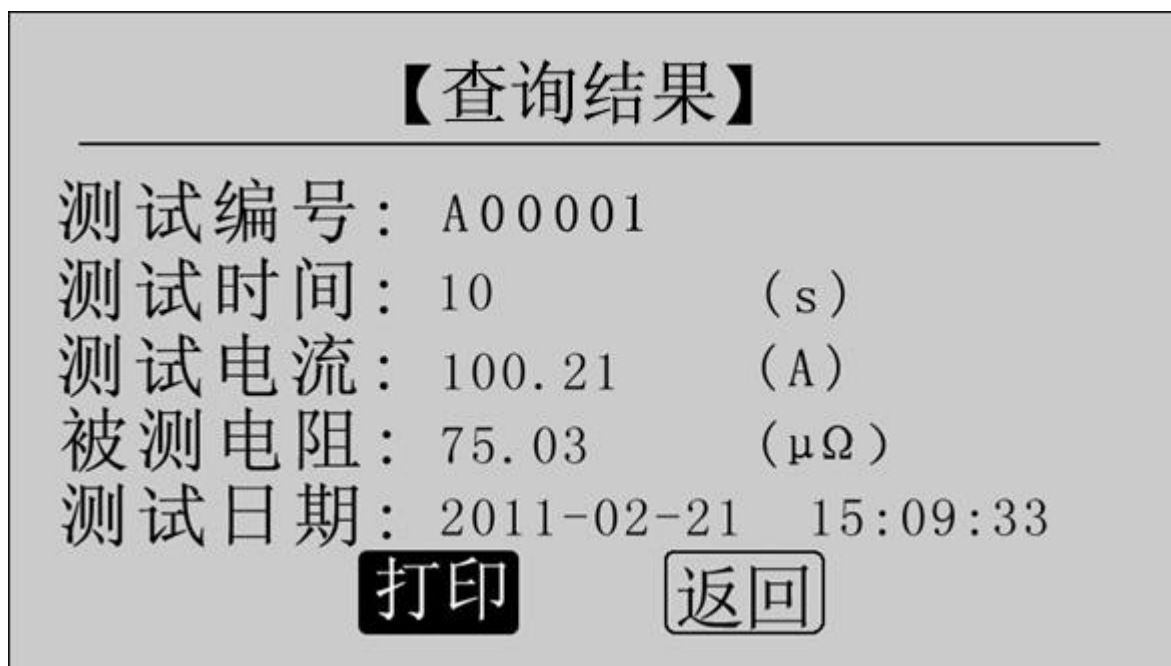 【查询结果】
测试编号: A00001
测试时间: 10 (s)
测试电流: 100.21 (A)
被测电阻: 75.03 (μΩ)
测试日期: 2011-02-21 15:09:33
打印 返回